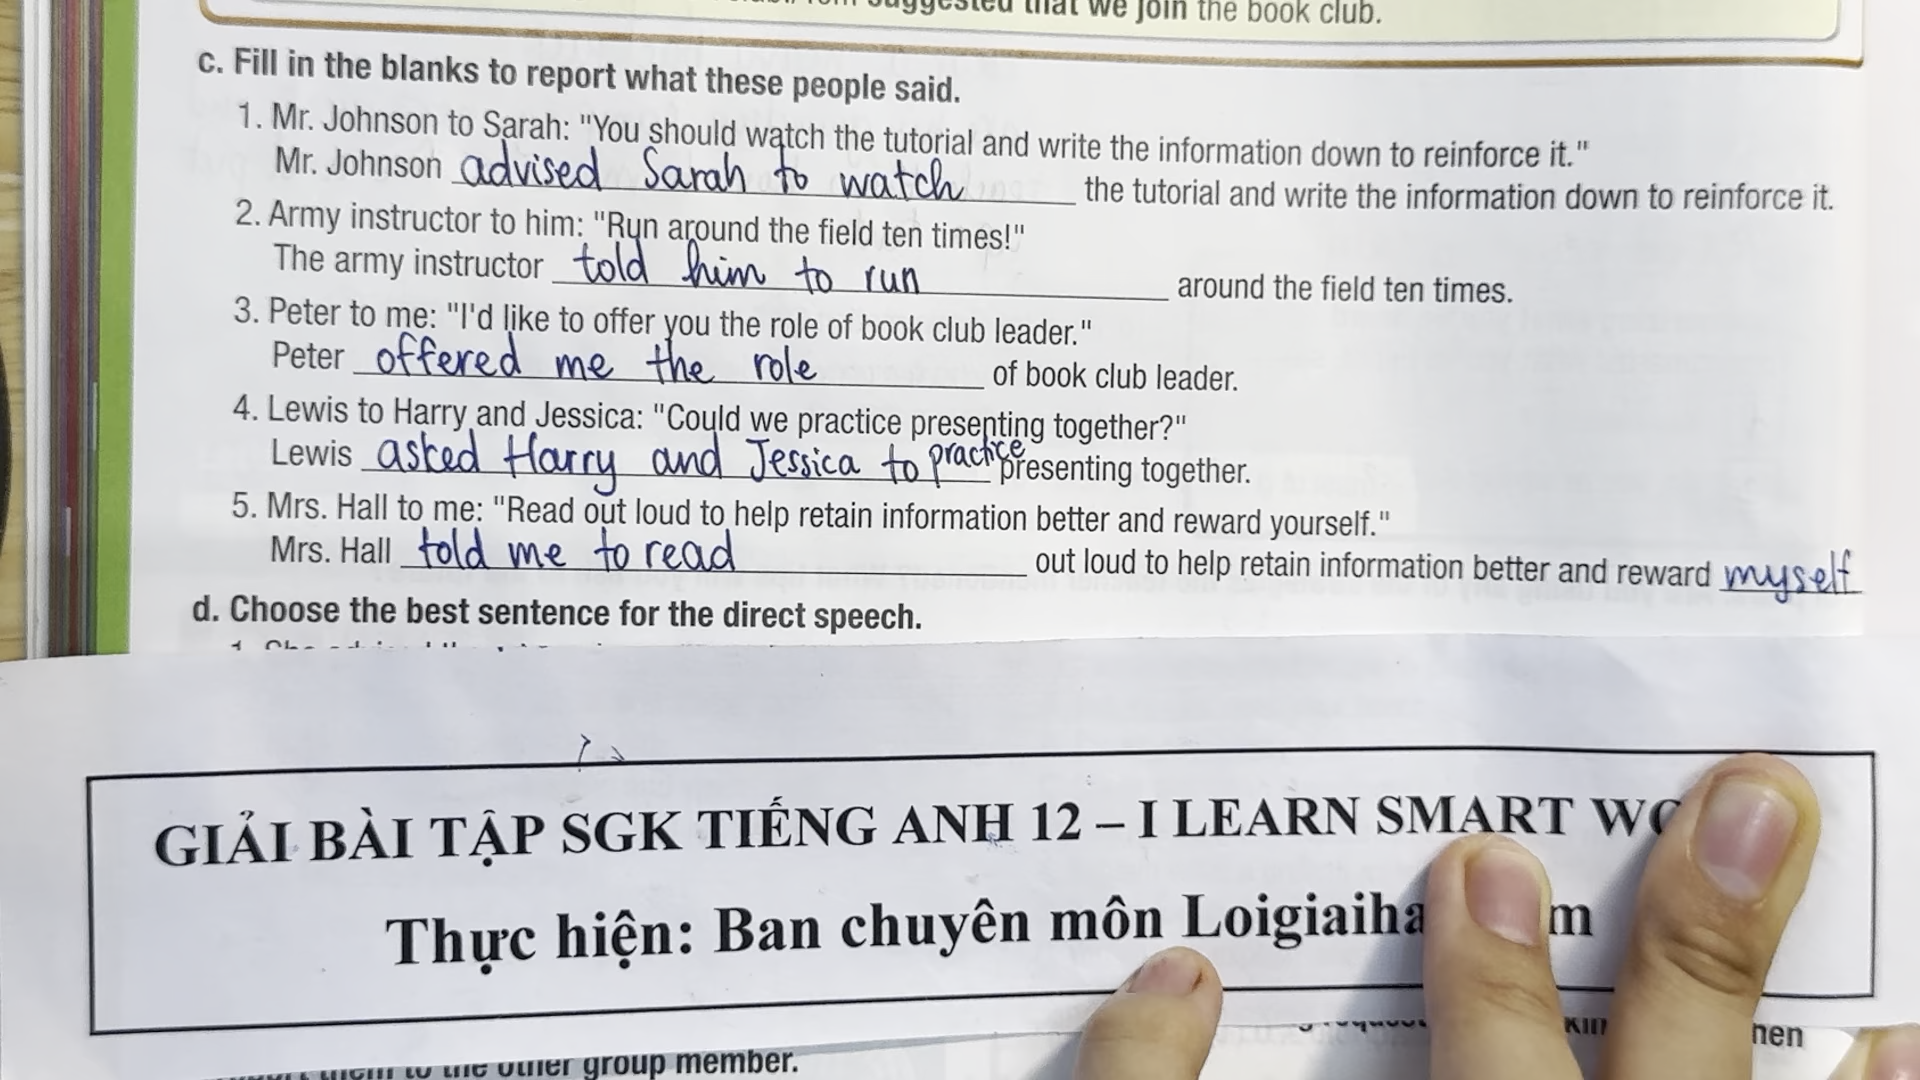 suggested that we join the book club.
c. Fill in the blanks to report what these people said.
1. Mr. Johnson to Sarah: "You should watch the tutorial and write the information down to reinforce it."
Mr. Johnson advised Sarah to watch the tutorial and write the information down to reinforce it.
2. Army instructor to him: "Run around the field ten times!"
The army instructor told him to run around the field ten times.
3. Peter to me: "I'd like to offer you the role of book club leader."
Peter offered me the role of book club leader.
4. Lewis to Harry and Jessica: "Could we practice presenting together?"
Lewis asked Harry and Jessica to practice presenting together.
5. Mrs. Hall to me: "Read out loud to help retain information better and reward yourself."
Mrs. Hall told me to read out loud to help retain information better and reward myself
d. Choose the best sentence for the direct speech.
GIẢI BÀI TẬP SGK TIẾNG ANH 12 – I LEARN SMART
Thực hiện: Ban chuyên môn
them to the other group member.